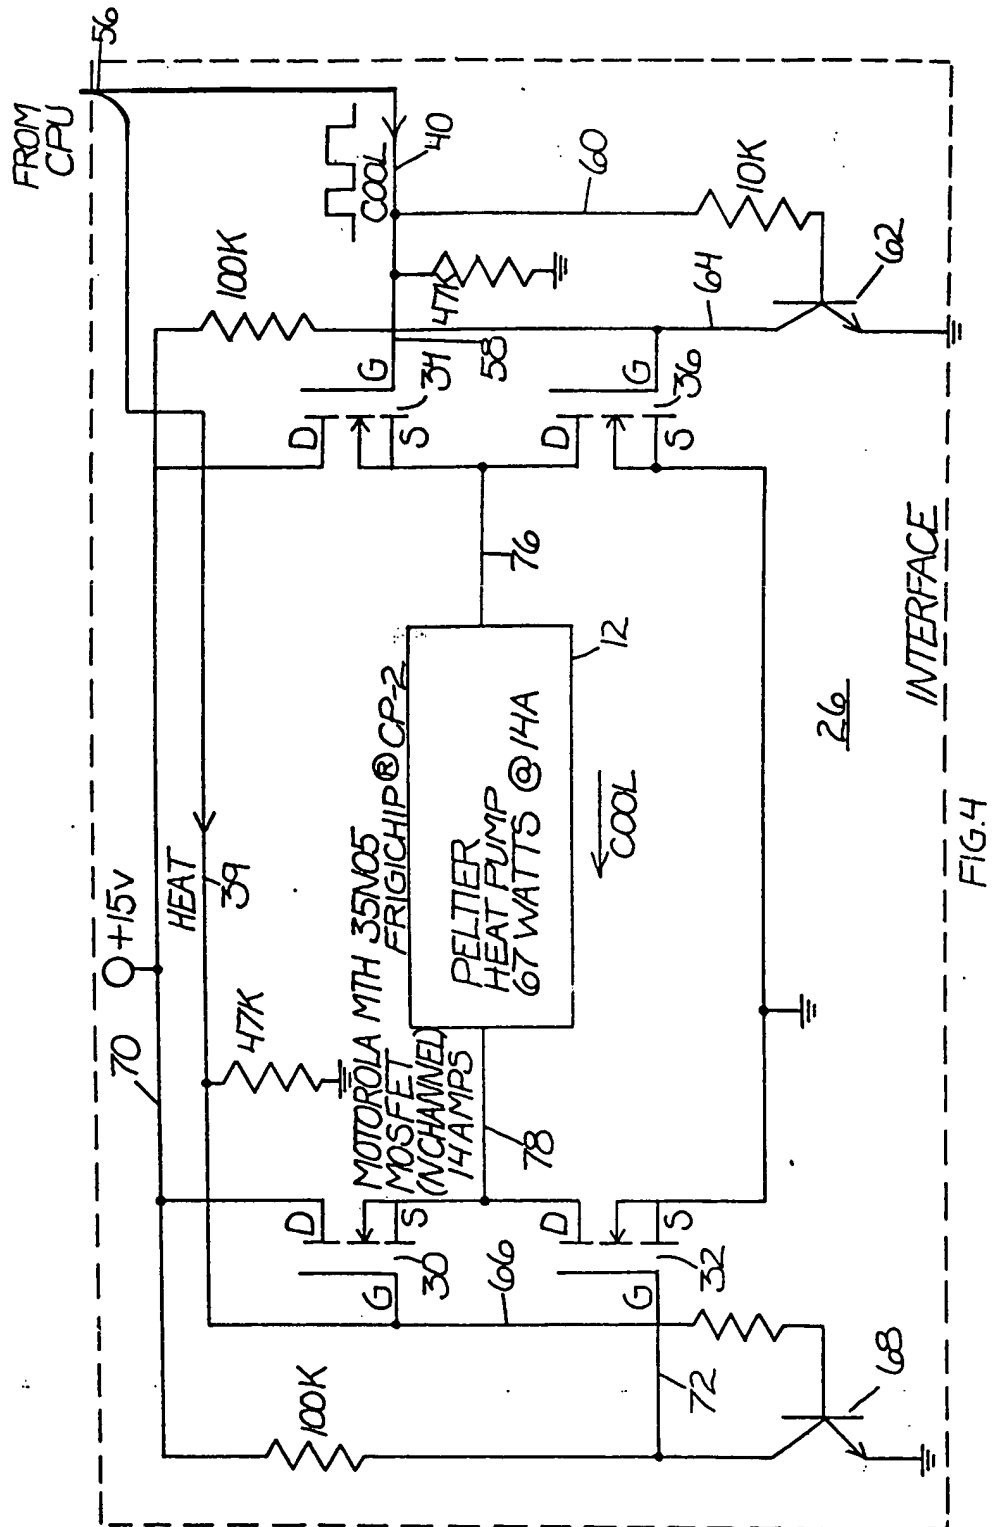 FROM
CPU
56
+15v
70
HEAT
39
COOL
40
100K
47K
47K
60
10K
64
62
58
G
D
S
34
G
D
S
36
76
MOTOROLA MTH 35N05
MOSFET FRIGICHIP® CP-2
(N CHANNEL)
14 AMPS
PELTIER
HEAT PUMP
67 WATTS @ 14A
12
COOL
78
D
S
G
30
D
S
G
32
66
72
100K
68
26
INTERFACE
FIG.4